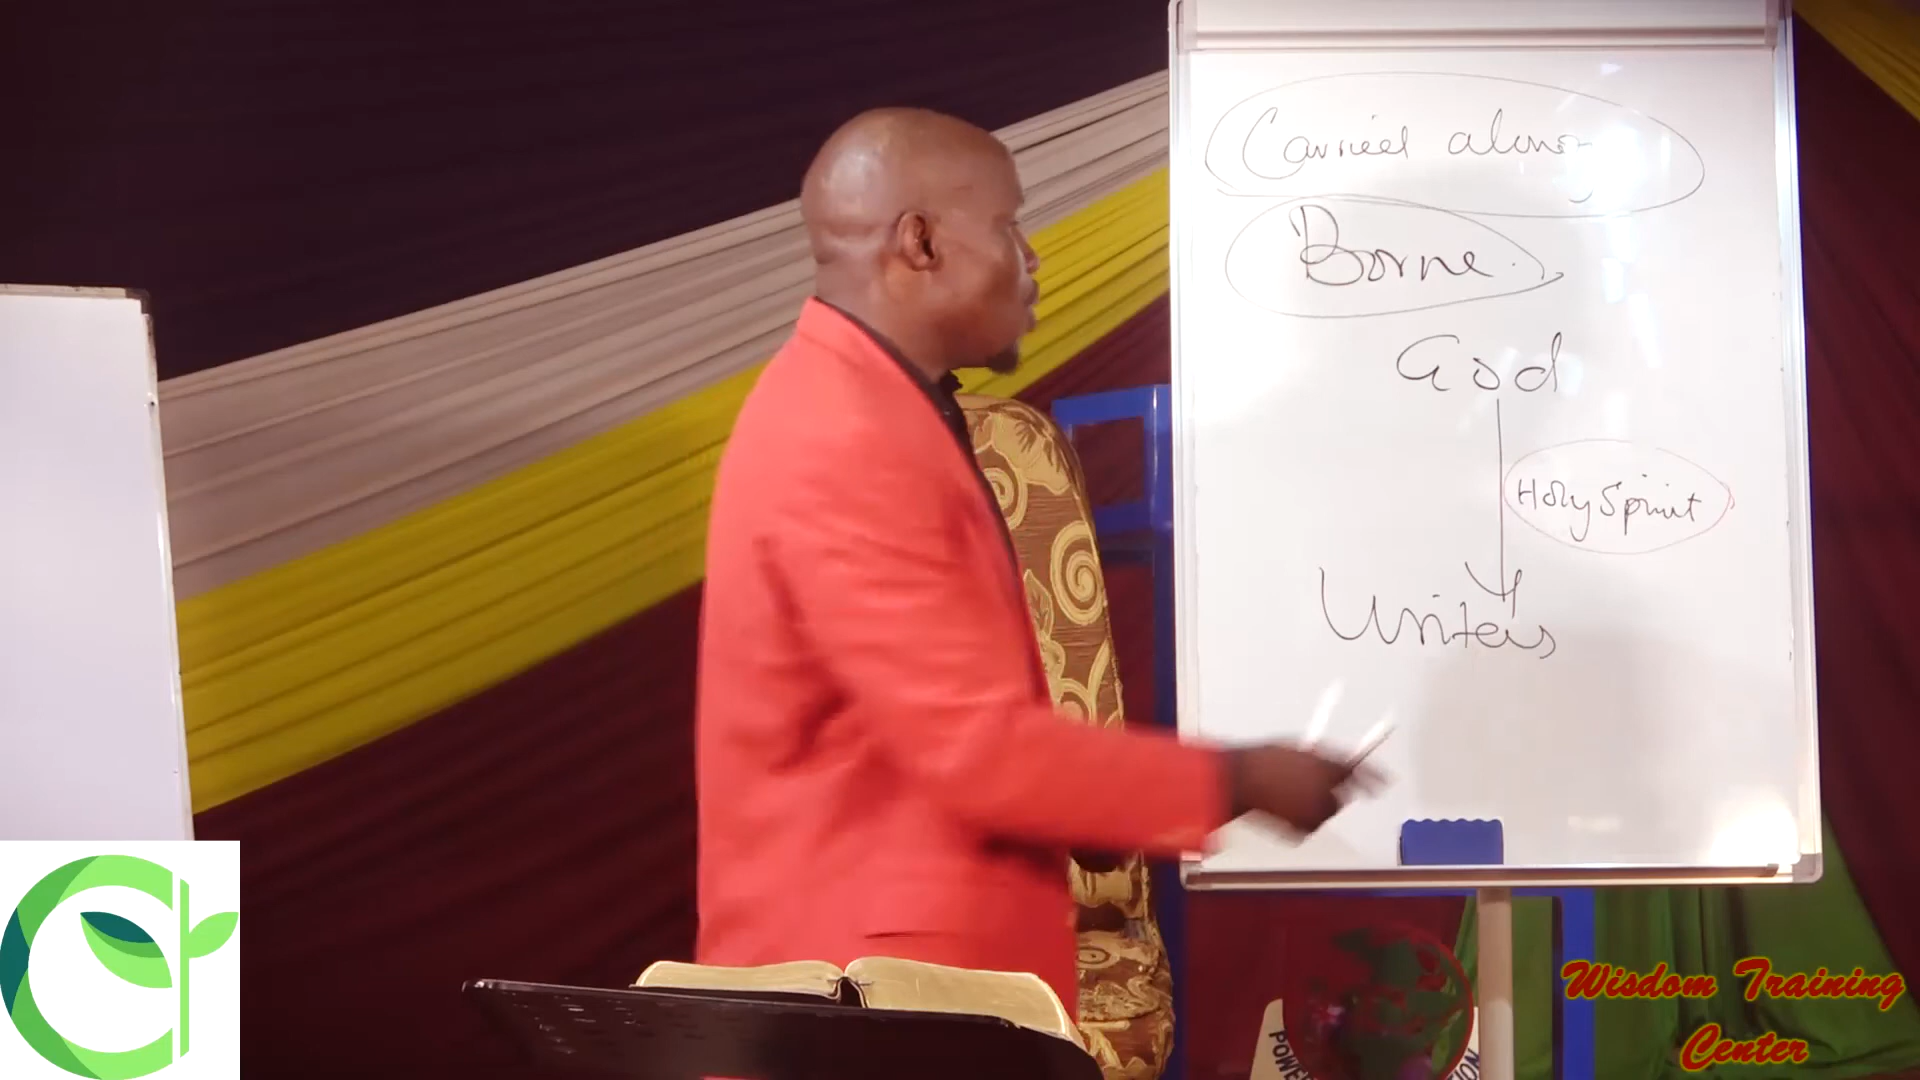 Carried along
Borne
God
Holy Spirit
Writers
Wisdom Training
Center